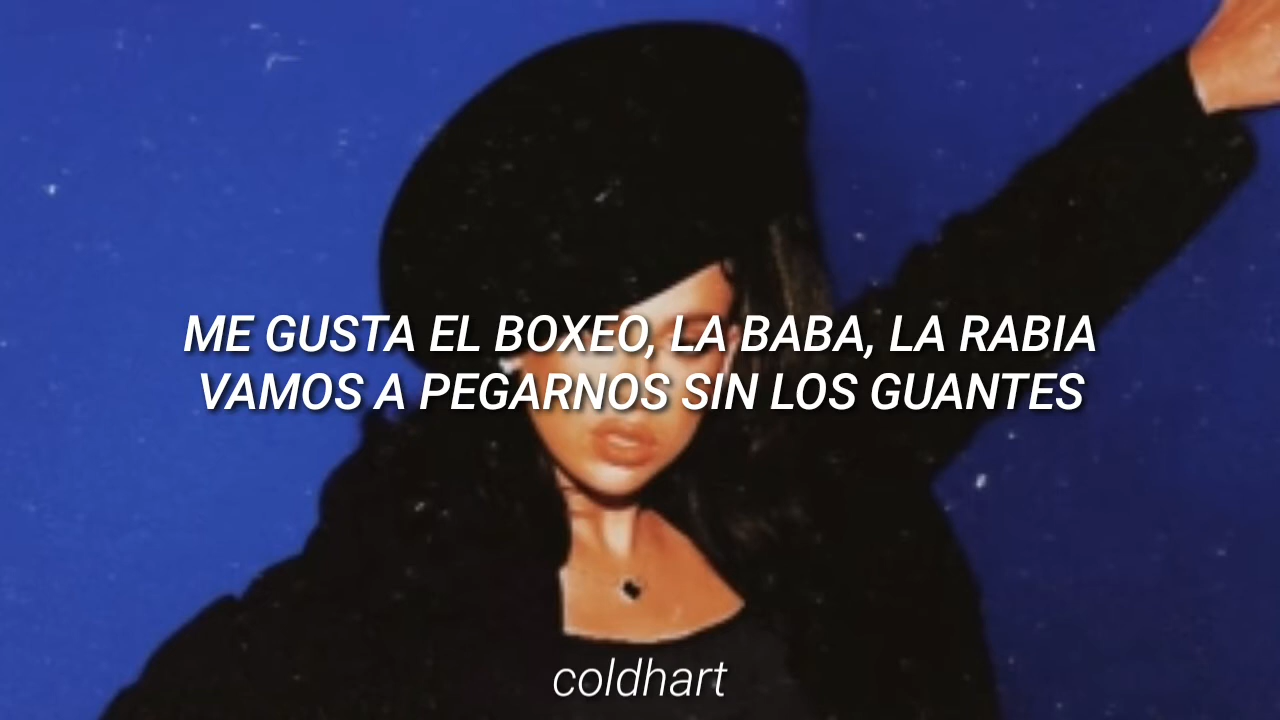 ME GUSTA EL BOXEO, LA BABA, LA RABIA
VAMOS A PEGARNOS SIN LOS GUANTES
coldhart